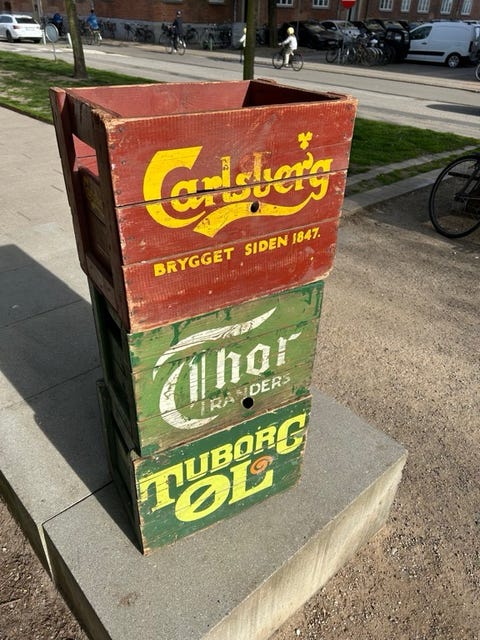 Carlsberg
BRYGGET SIDEN 1847.
Thor
RANDERS
TUBORG
ØL